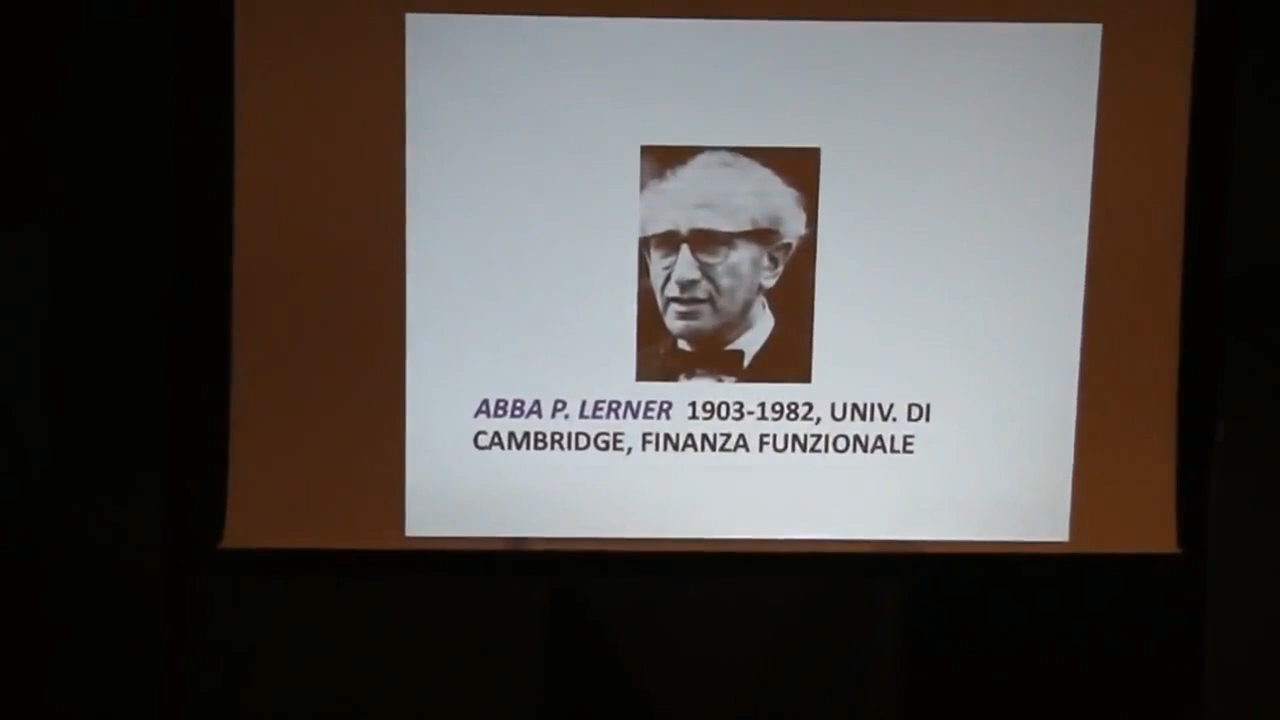 ABBA P. LERNER 1903-1982, UNIV. DI
CAMBRIDGE, FINANZA FUNZIONALE